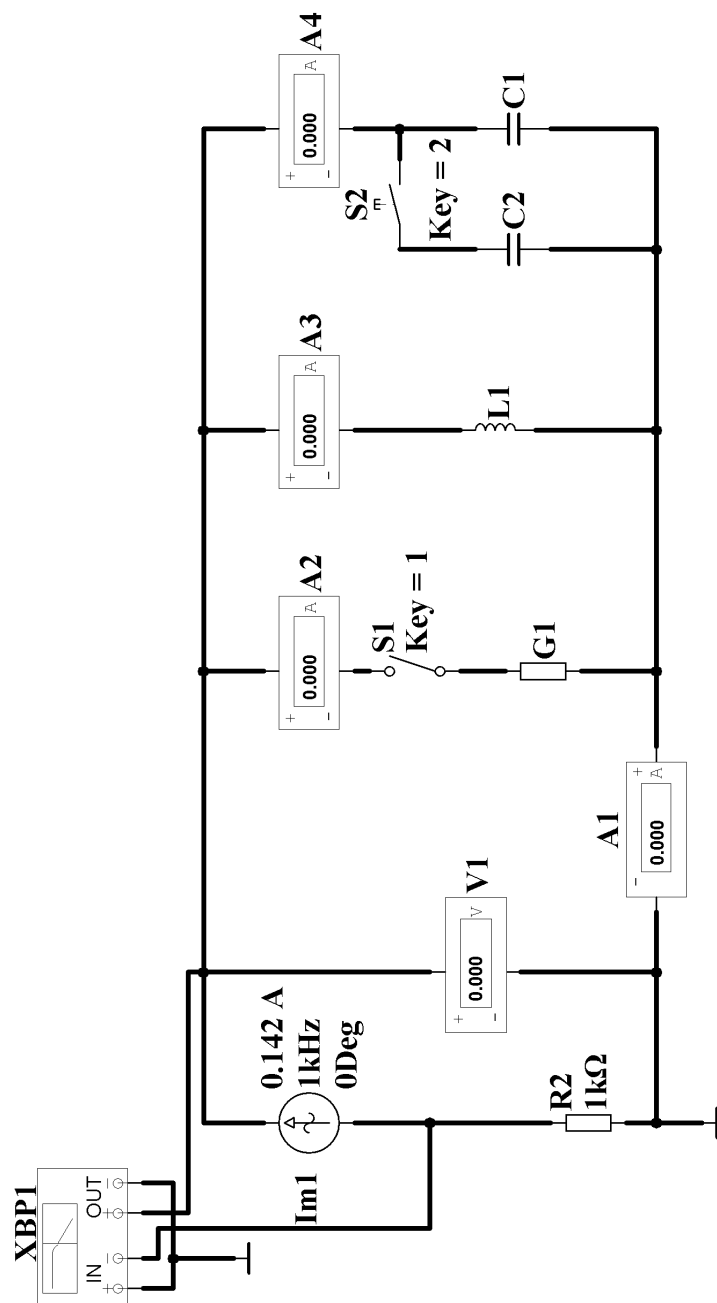 XBP1
IN
OUT
Im1
0.142 A
1kHz
0Deg
R2
1kΩ
V1
V
0.000
A1
A
0.000
A2
A
0.000
S1
Key = 1
G1
A3
A
0.000
L1
A4
A
0.000
S2
Key = 2
C2
C1